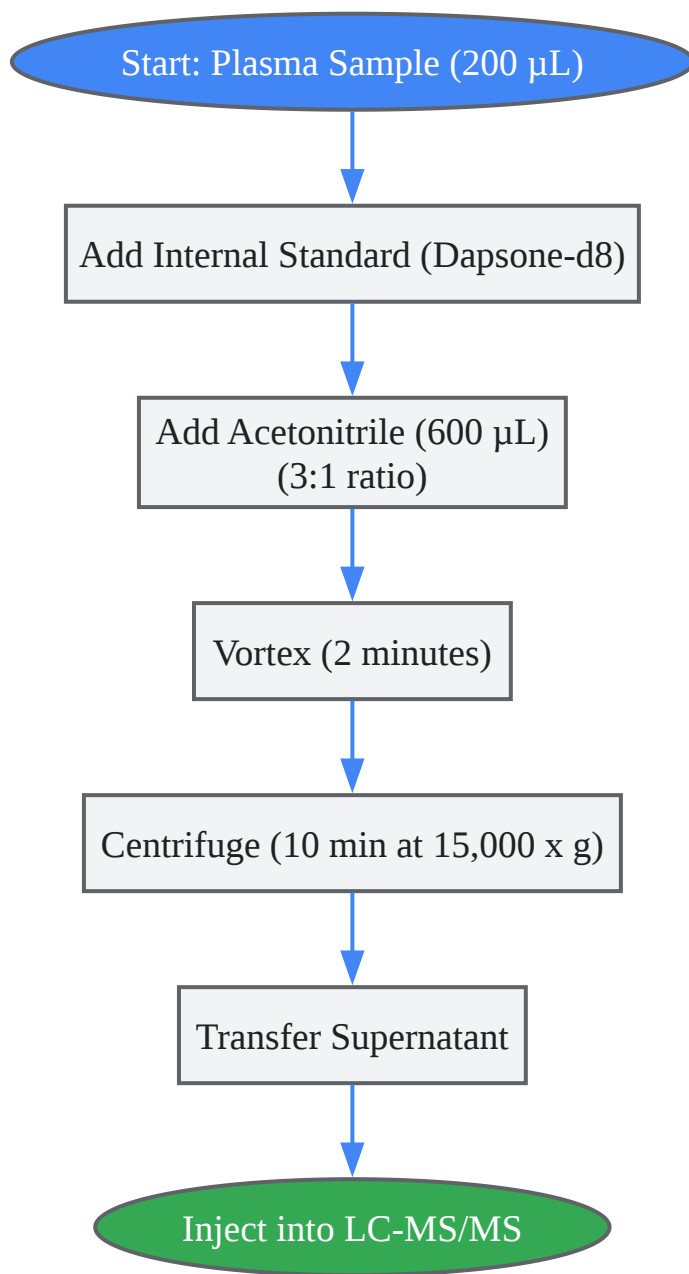 Start: Plasma Sample (200 µL)
Add Internal Standard (Dapsone-d8)
Add Acetonitrile (600 µL)
(3:1 ratio)
Vortex (2 minutes)
Centrifuge (10 min at 15,000 x g)
Transfer Supernatant
Inject into LC-MS/MS